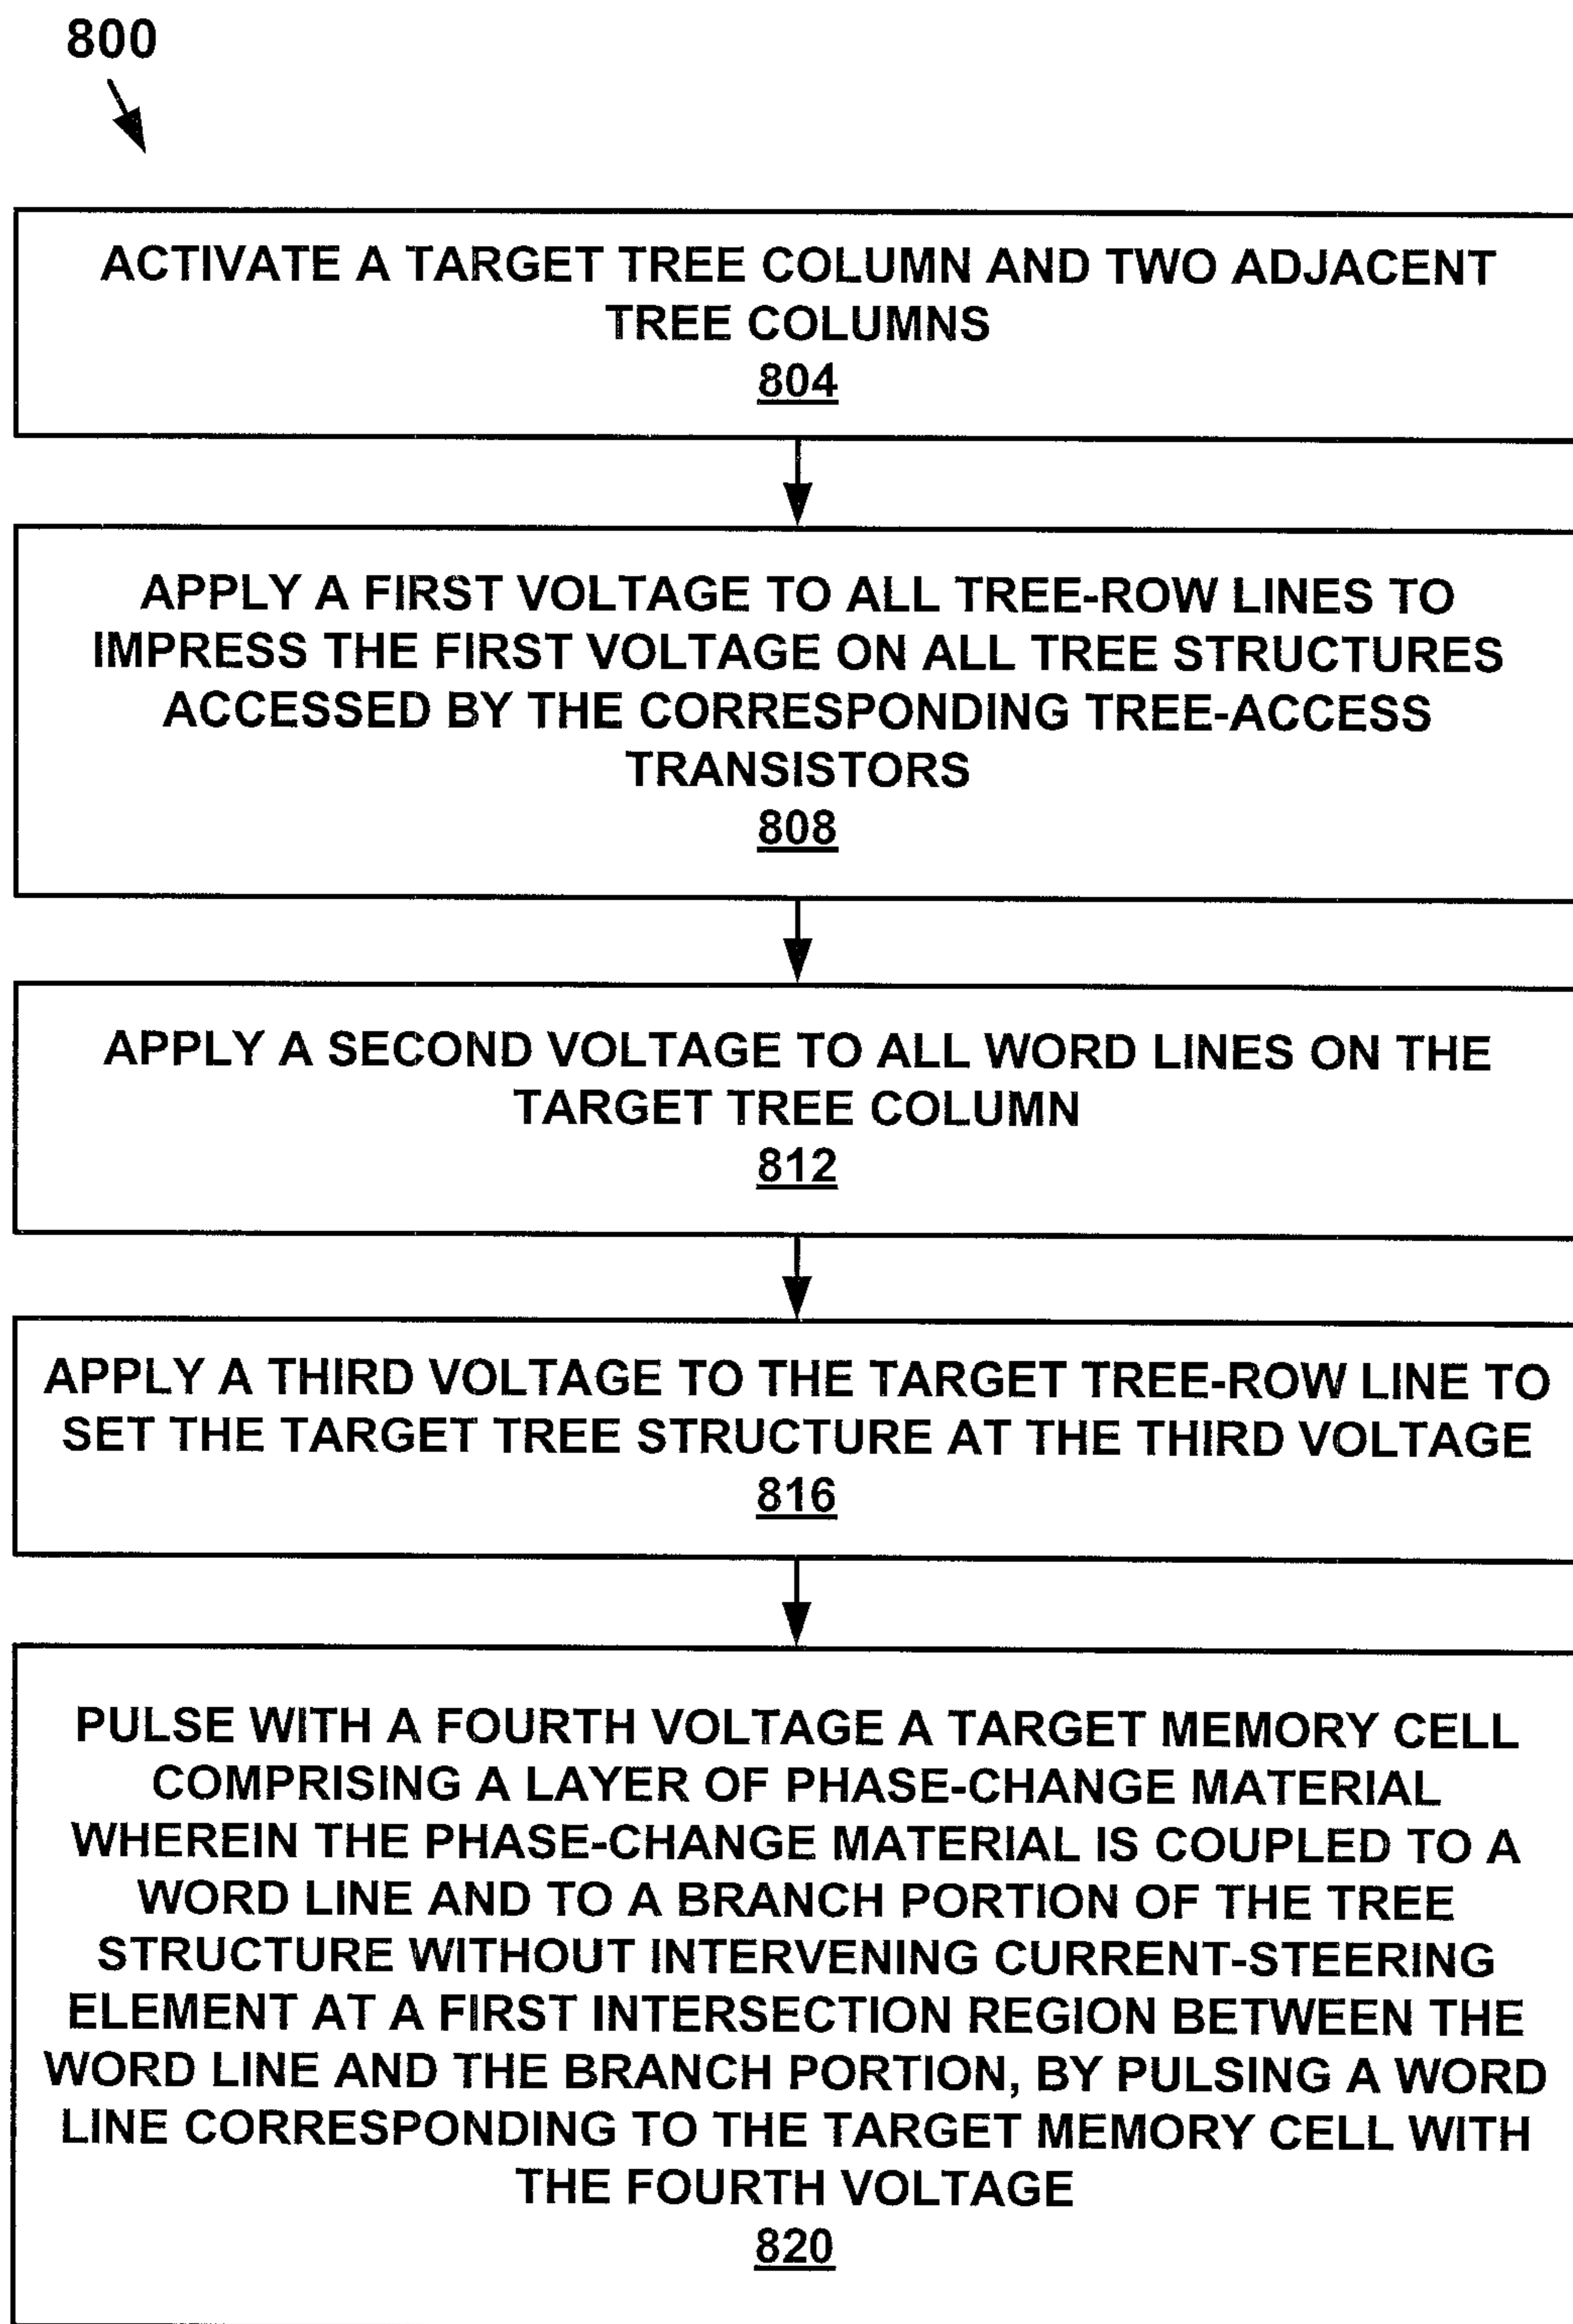 800
ACTIVATE A TARGET TREE COLUMN AND TWO ADJACENT
TREE COLUMNS
804
APPLY A FIRST VOLTAGE TO ALL TREE-ROW LINES TO
IMPRESS THE FIRST VOLTAGE ON ALL TREE STRUCTURES
ACCESSED BY THE CORRESPONDING TREE-ACCESS
TRANSISTORS
808
APPLY A SECOND VOLTAGE TO ALL WORD LINES ON THE
TARGET TREE COLUMN
812
APPLY A THIRD VOLTAGE TO THE TARGET TREE-ROW LINE TO
SET THE TARGET TREE STRUCTURE AT THE THIRD VOLTAGE
816
PULSE WITH A FOURTH VOLTAGE A TARGET MEMORY CELL
COMPRISING A LAYER OF PHASE-CHANGE MATERIAL
WHEREIN THE PHASE-CHANGE MATERIAL IS COUPLED TO A
WORD LINE AND TO A BRANCH PORTION OF THE TREE
STRUCTURE WITHOUT INTERVENING CURRENT-STEERING
ELEMENT AT A FIRST INTERSECTION REGION BETWEEN THE
WORD LINE AND THE BRANCH PORTION, BY PULSING A WORD
LINE CORRESPONDING TO THE TARGET MEMORY CELL WITH
THE FOURTH VOLTAGE
820